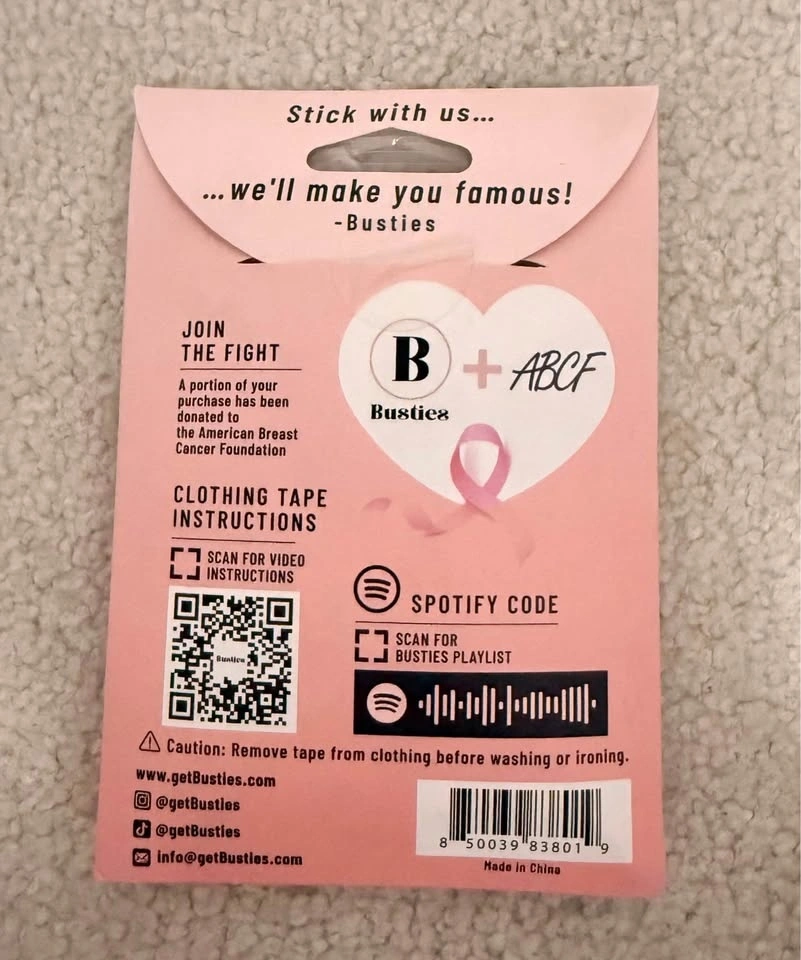 Stick with us...
...we'll make you famous!
-Busties
JOIN
THE FIGHT
A portion of your
purchase has been
donated to
the American Breast
Cancer Foundation
B
Busties
+
ABCF
CLOTHING TAPE
INSTRUCTIONS
SCAN FOR VIDEO
INSTRUCTIONS
Busties
SPOTIFY CODE
SCAN FOR
BUSTIES PLAYLIST
Caution: Remove tape from clothing before washing or ironing.
www.getBusties.com
@getBusties
@getBusties
info@getBusties.com
8 50039 83801 9
Made in China